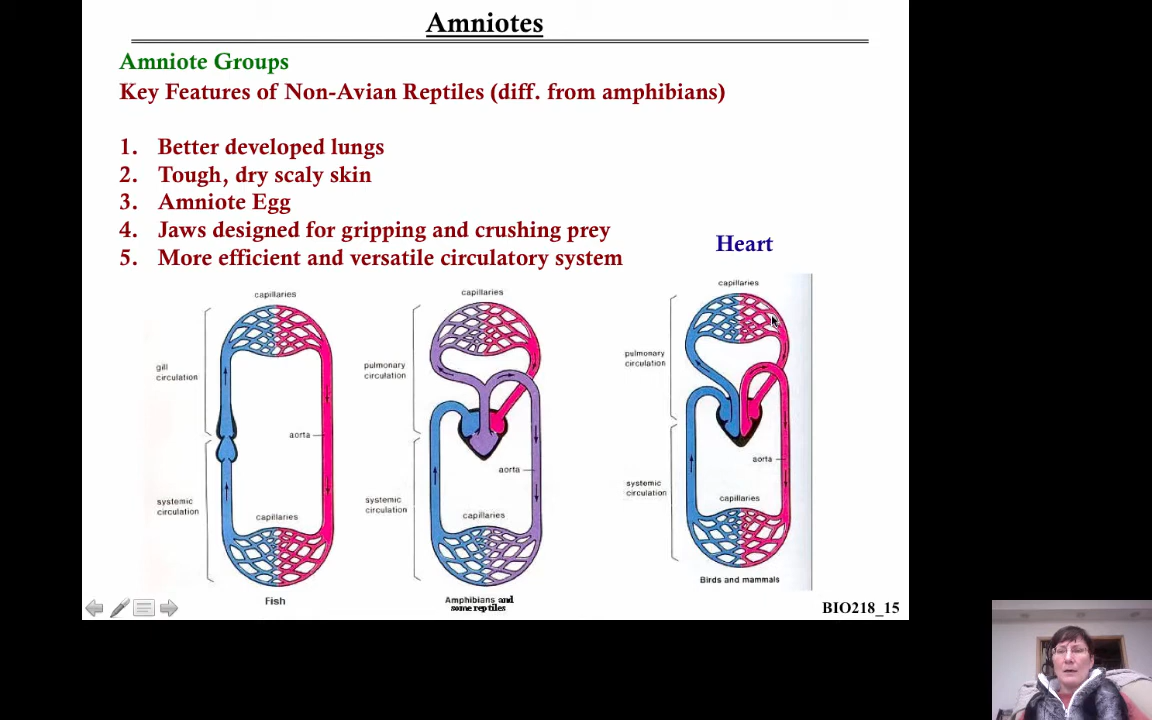 Amniotes
Amniote Groups
Key Features of Non-Avian Reptiles (diff. from amphibians)
1. Better developed lungs
2. Tough, dry scaly skin
3. Amniote Egg
4. Jaws designed for gripping and crushing prey
5. More efficient and versatile circulatory system
Heart
capillaries
gill
circulation
aorta
systemic
circulation
capillaries
Fish
capillaries
pulmonary
circulation
aorta
systemic
circulation
capillaries
Amphibians and
some reptiles
capillaries
pulmonary
circulation
aorta
systemic
circulation
capillaries
Birds and mammals
BIO218_15